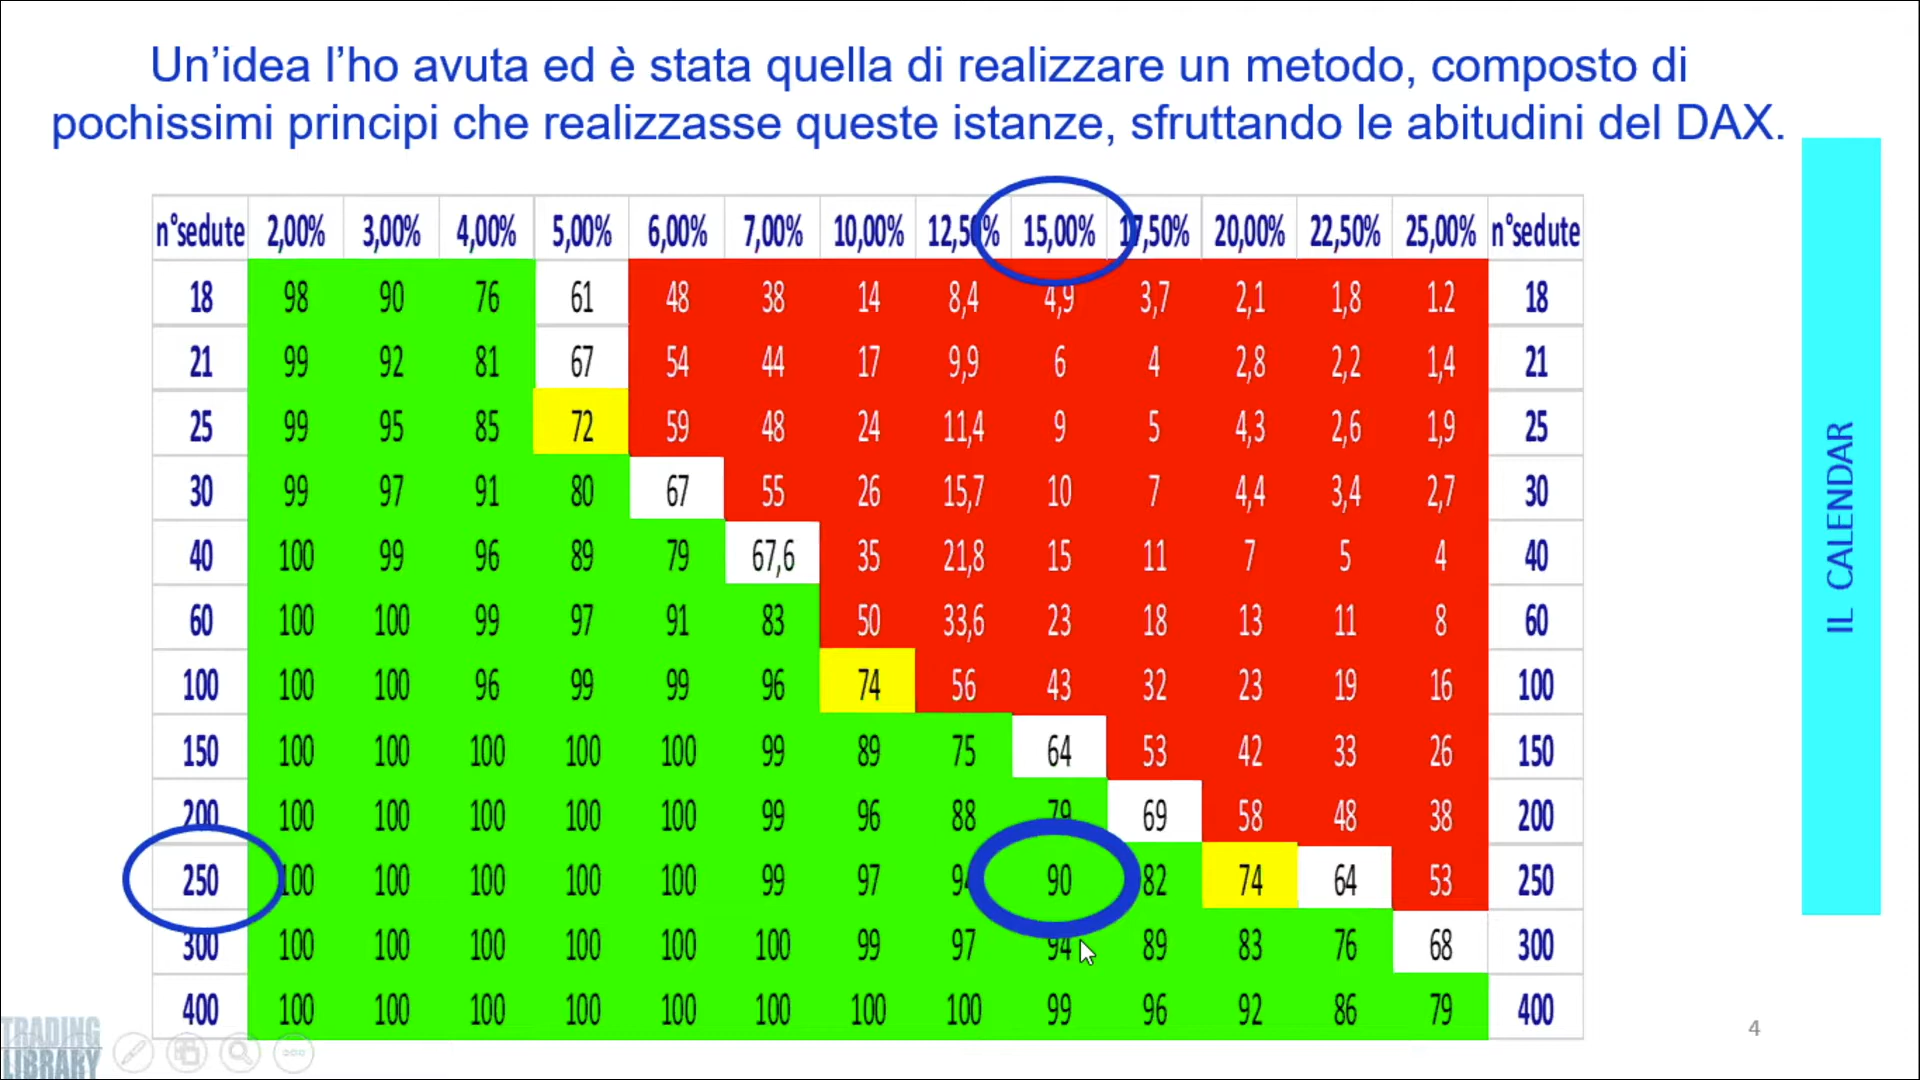 Un'idea l'ho avuta ed è stata quella di realizzare un metodo, composto di
pochissimi principi che realizzasse queste istanze, sfruttando le abitudini del DAX.
n°sedute 2,00% 3,00% 4,00% 5,00% 6,00% 7,00% 10,00% 12,50% 15,00% 17,50% 20,00% 22,50% 25,00% n°sedute
18 98 90 76 61 48 38 14 8,4 4,9 3,7 2,1 1,8 1.2 18
21 99 92 81 67 54 44 17 9,9 6 4 2,8 2,2 1,4 21
25 99 95 85 72 59 48 24 11,4 9 5 4,3 2,6 1,9 25
30 99 97 91 80 67 55 26 15,7 10 7 4,4 3,4 2,7 30
40 100 99 96 89 79 67,6 35 21,8 15 11 7 5 4 40
60 100 100 99 97 91 83 50 33,6 23 18 13 11 8 60
100 100 100 96 99 99 96 74 56 43 32 23 19 16 100
150 100 100 100 100 100 99 89 75 64 53 42 33 26 150
200 100 100 100 100 100 99 96 88 79 69 58 48 38 200
250 100 100 100 100 100 99 97 94 90 82 74 64 53 250
300 100 100 100 100 100 100 99 97 94 89 83 76 68 300
400 100 100 100 100 100 100 100 100 99 96 92 86 79 400
IL CALENDAR
4
TRADING
LIBRARY